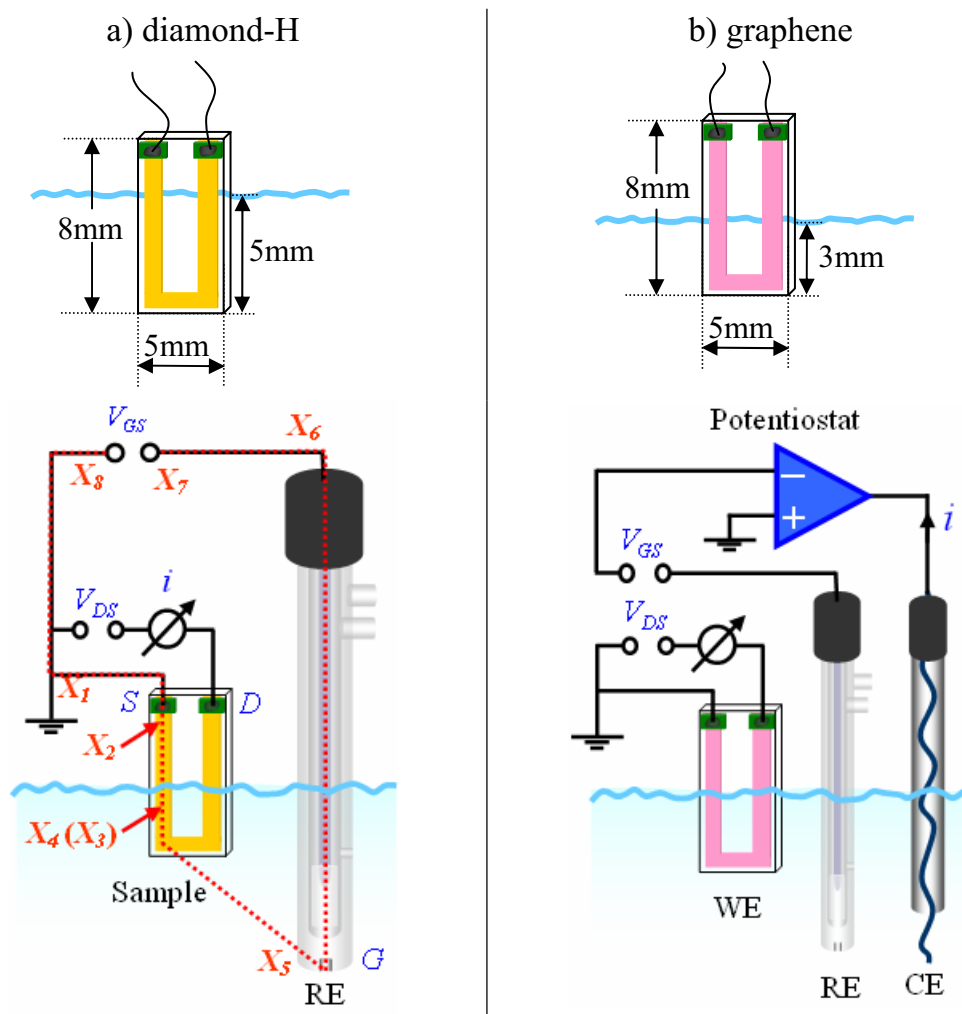 a) diamond-H
8mm
5mm
5mm
V_GS
X_6
X_8
X_7
i
V_DS
X_1
S
D
X_2
X_4 (X_3)
Sample
X_5
G
RE
b) graphene
8mm
3mm
5mm
Potentiostat
−
+
i
V_GS
V_DS
WE
RE
CE